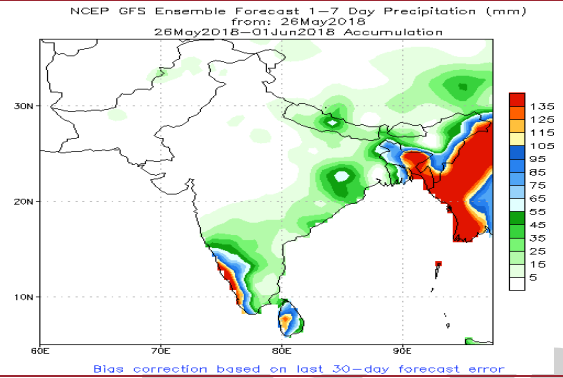 NCEP GFS Ensemble Forecast 1–7 Day Precipitation (mm)
from: 26May2018
26May2018–01Jun2018 Accumulation
30N
20N
10N
60E 70E 80E 90E
135
125
115
105
95
85
75
65
55
45
35
25
15
5
Bias correction based on last 30–day forecast error